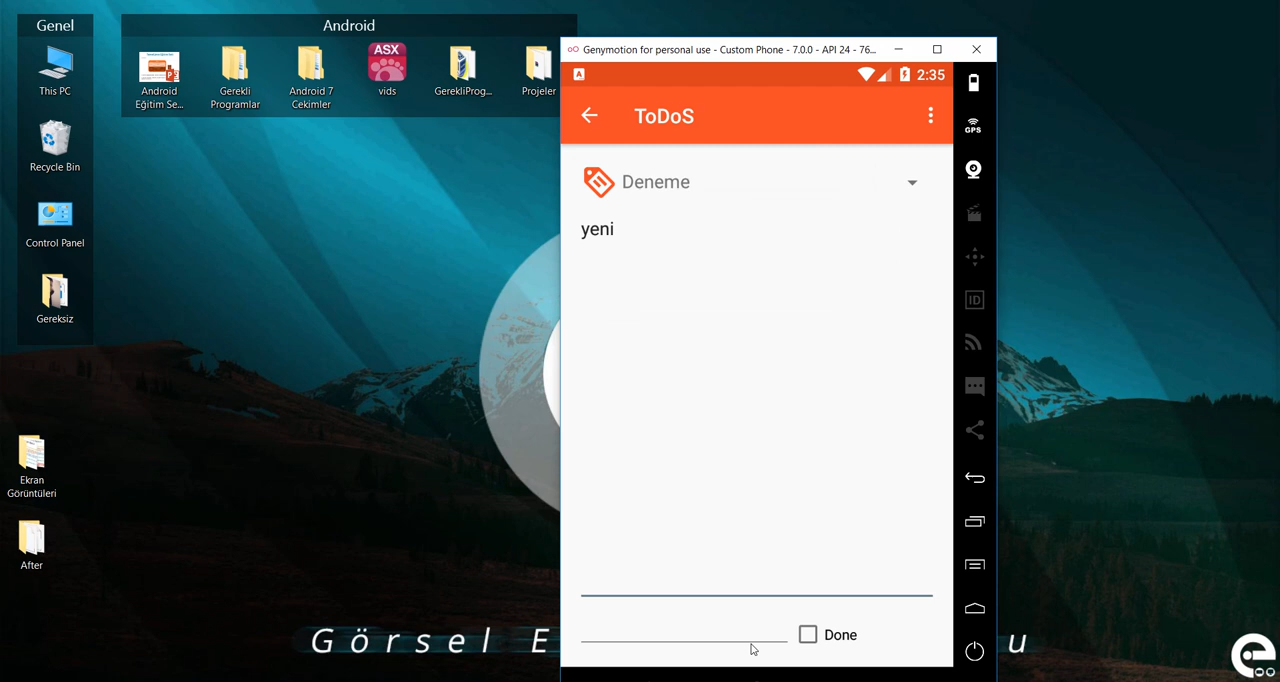 Genel
Android
This PC
Recycle Bin
Control Panel
Gereksiz
Android
Eğitim Se...
Gerekli
Programlar
Android 7
Cekimler
ASX
vids
GerekliProg...
Projeler
Ekran
Görüntüleri
After
Genymotion for personal use - Custom Phone - 7.0.0 - API 24 - 76...
2:35
ToDoS
GPS
Deneme
yeni
ID
Done
Görsel E
u